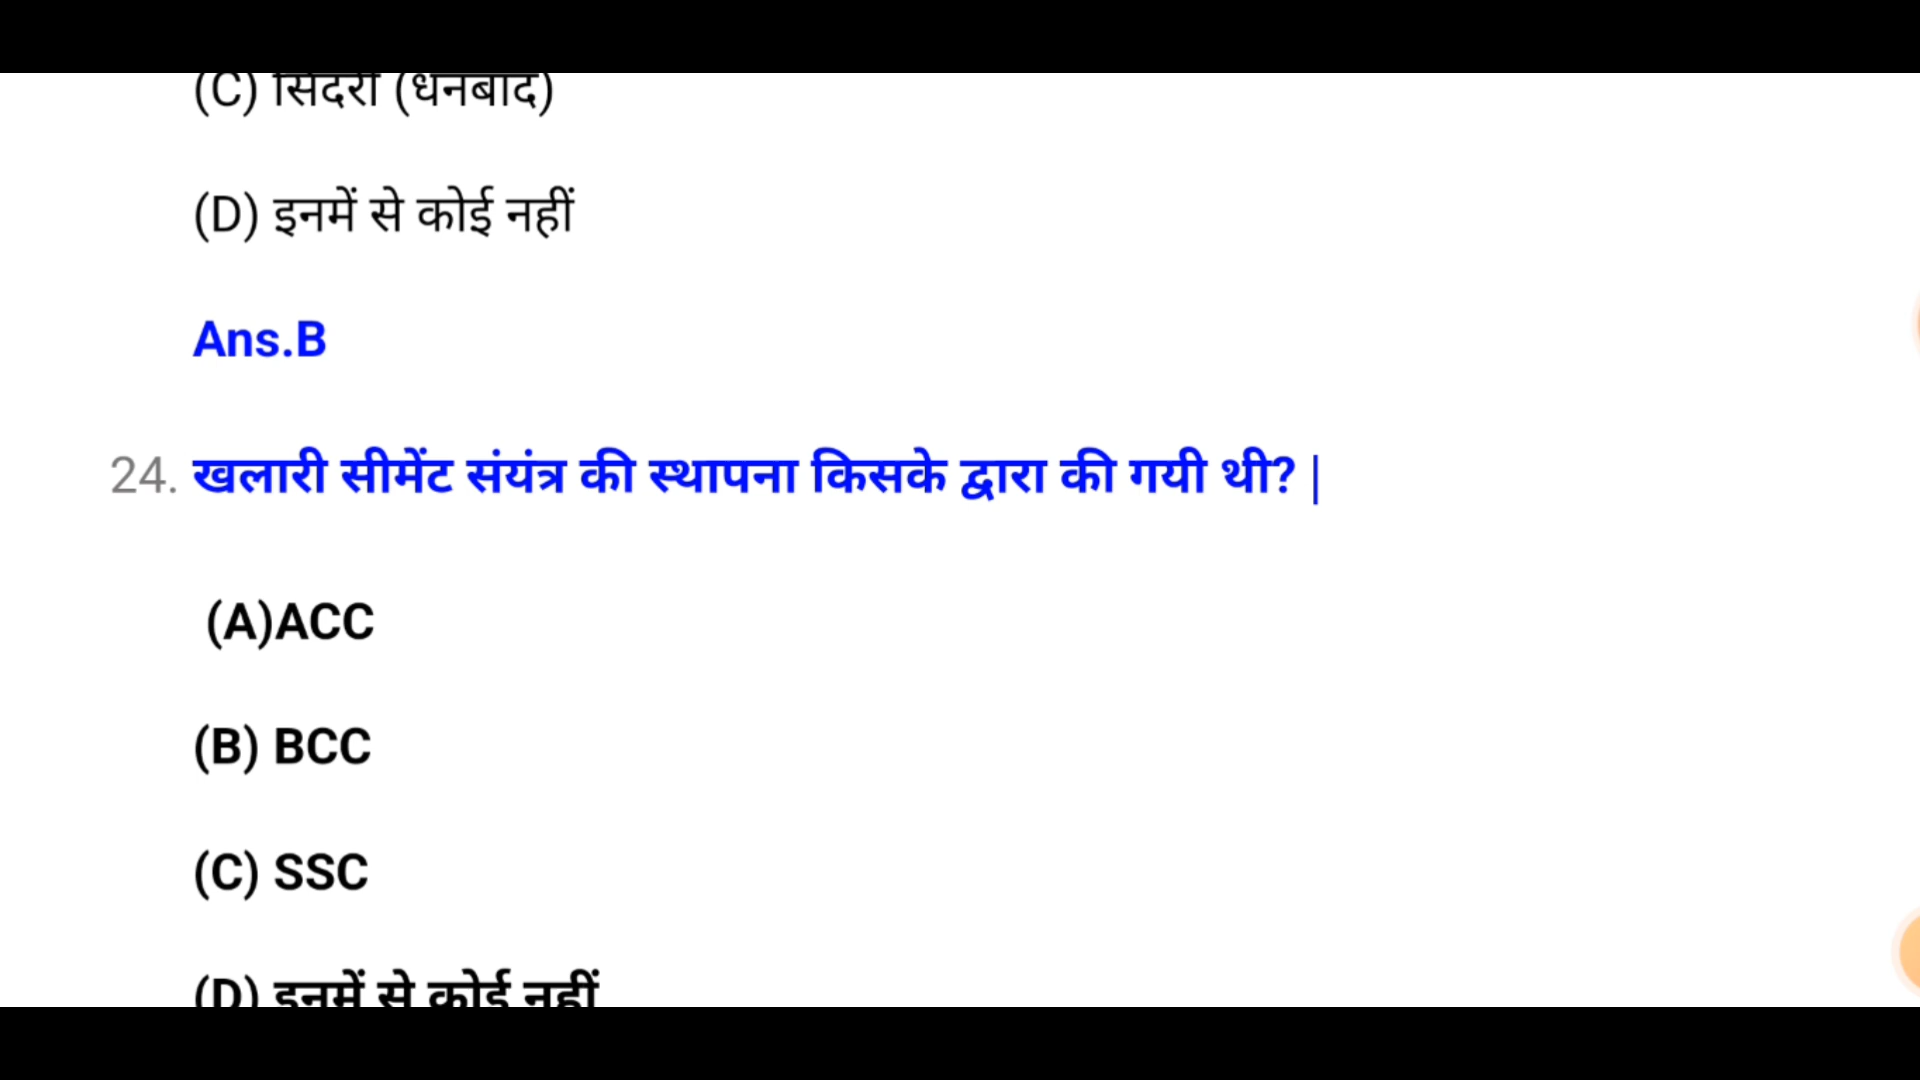 (C) सिंदरी (धनबाद)
(D) इनमें से कोई नहीं
Ans.B
24. खलारी सीमेंट संयंत्र की स्थापना किसके द्वारा की गयी थी? |
(A)ACC
(B) BCC
(C) SSC
(D) इनमें से कोई नहीं